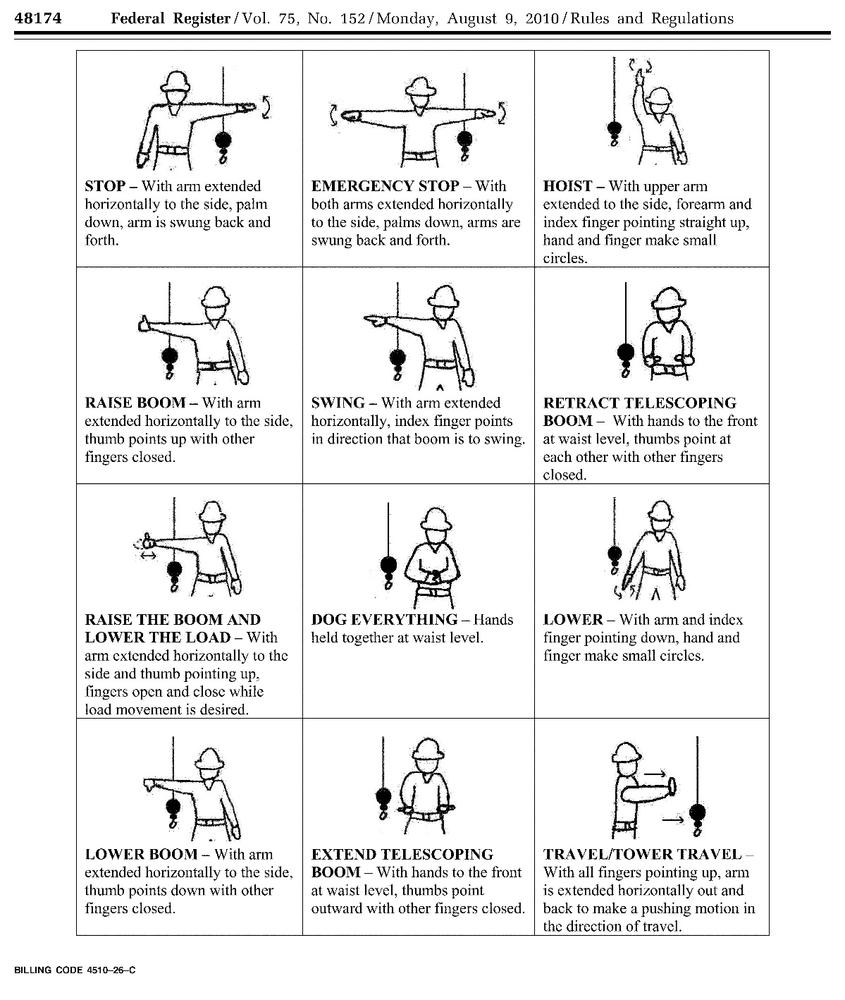 48174 Federal Register / Vol. 75, No. 152 / Monday, August 9, 2010 / Rules and Regulations
STOP – With arm extended
horizontally to the side, palm
down, arm is swung back and
forth.
EMERGENCY STOP – With
both arms extended horizontally
to the side, palms down, arms are
swung back and forth.
HOIST – With upper arm
extended to the side, forearm and
index finger pointing straight up,
hand and finger make small
circles.
RAISE BOOM – With arm
extended horizontally to the side,
thumb points up with other
fingers closed.
SWING – With arm extended
horizontally, index finger points
in direction that boom is to swing.
RETRACT TELESCOPING
BOOM – With hands to the front
at waist level, thumbs point at
each other with other fingers
closed.
RAISE THE BOOM AND
LOWER THE LOAD – With
arm extended horizontally to the
side and thumb pointing up,
fingers open and close while
load movement is desired.
DOG EVERYTHING – Hands
held together at waist level.
LOWER – With arm and index
finger pointing down, hand and
finger make small circles.
LOWER BOOM – With arm
extended horizontally to the side,
thumb points down with other
fingers closed.
EXTEND TELESCOPING
BOOM – With hands to the front
at waist level, thumbs point
outward with other fingers closed.
TRAVEL/TOWER TRAVEL –
With all fingers pointing up, arm
is extended horizontally out and
back to make a pushing motion in
the direction of travel.
BILLING CODE 4510–26–C